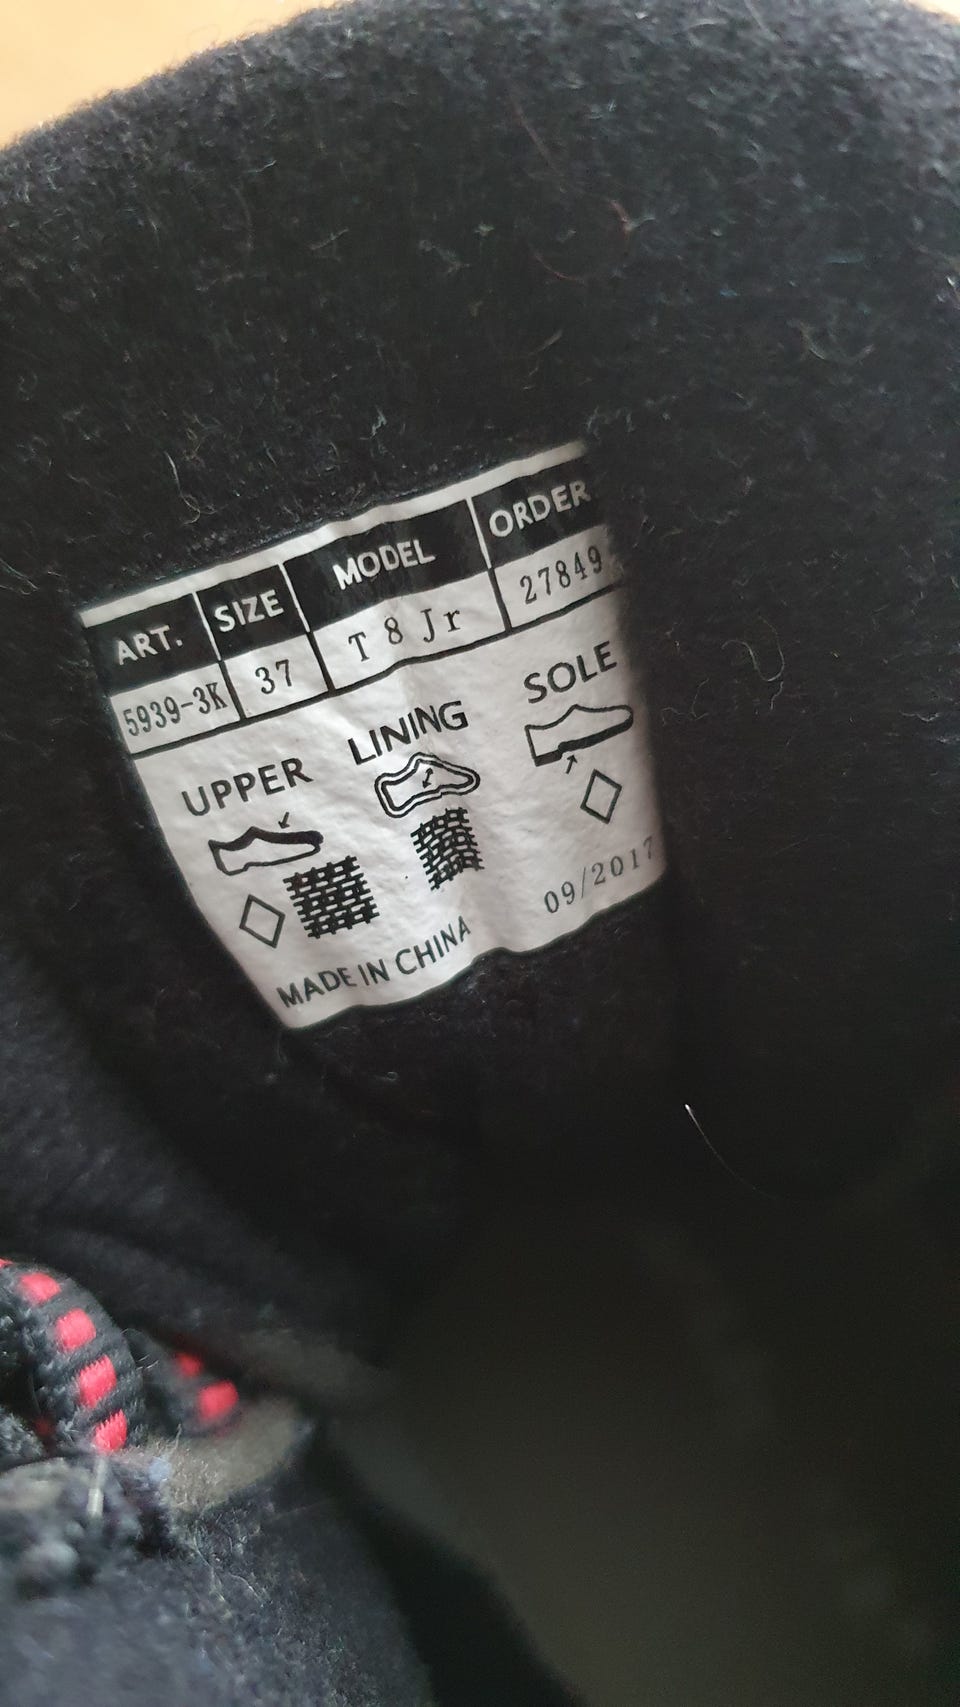 ART. SIZE MODEL ORDER
5939-3K 37 T 8 Jr 27849
UPPER LINING SOLE
09/2017
MADE IN CHINA